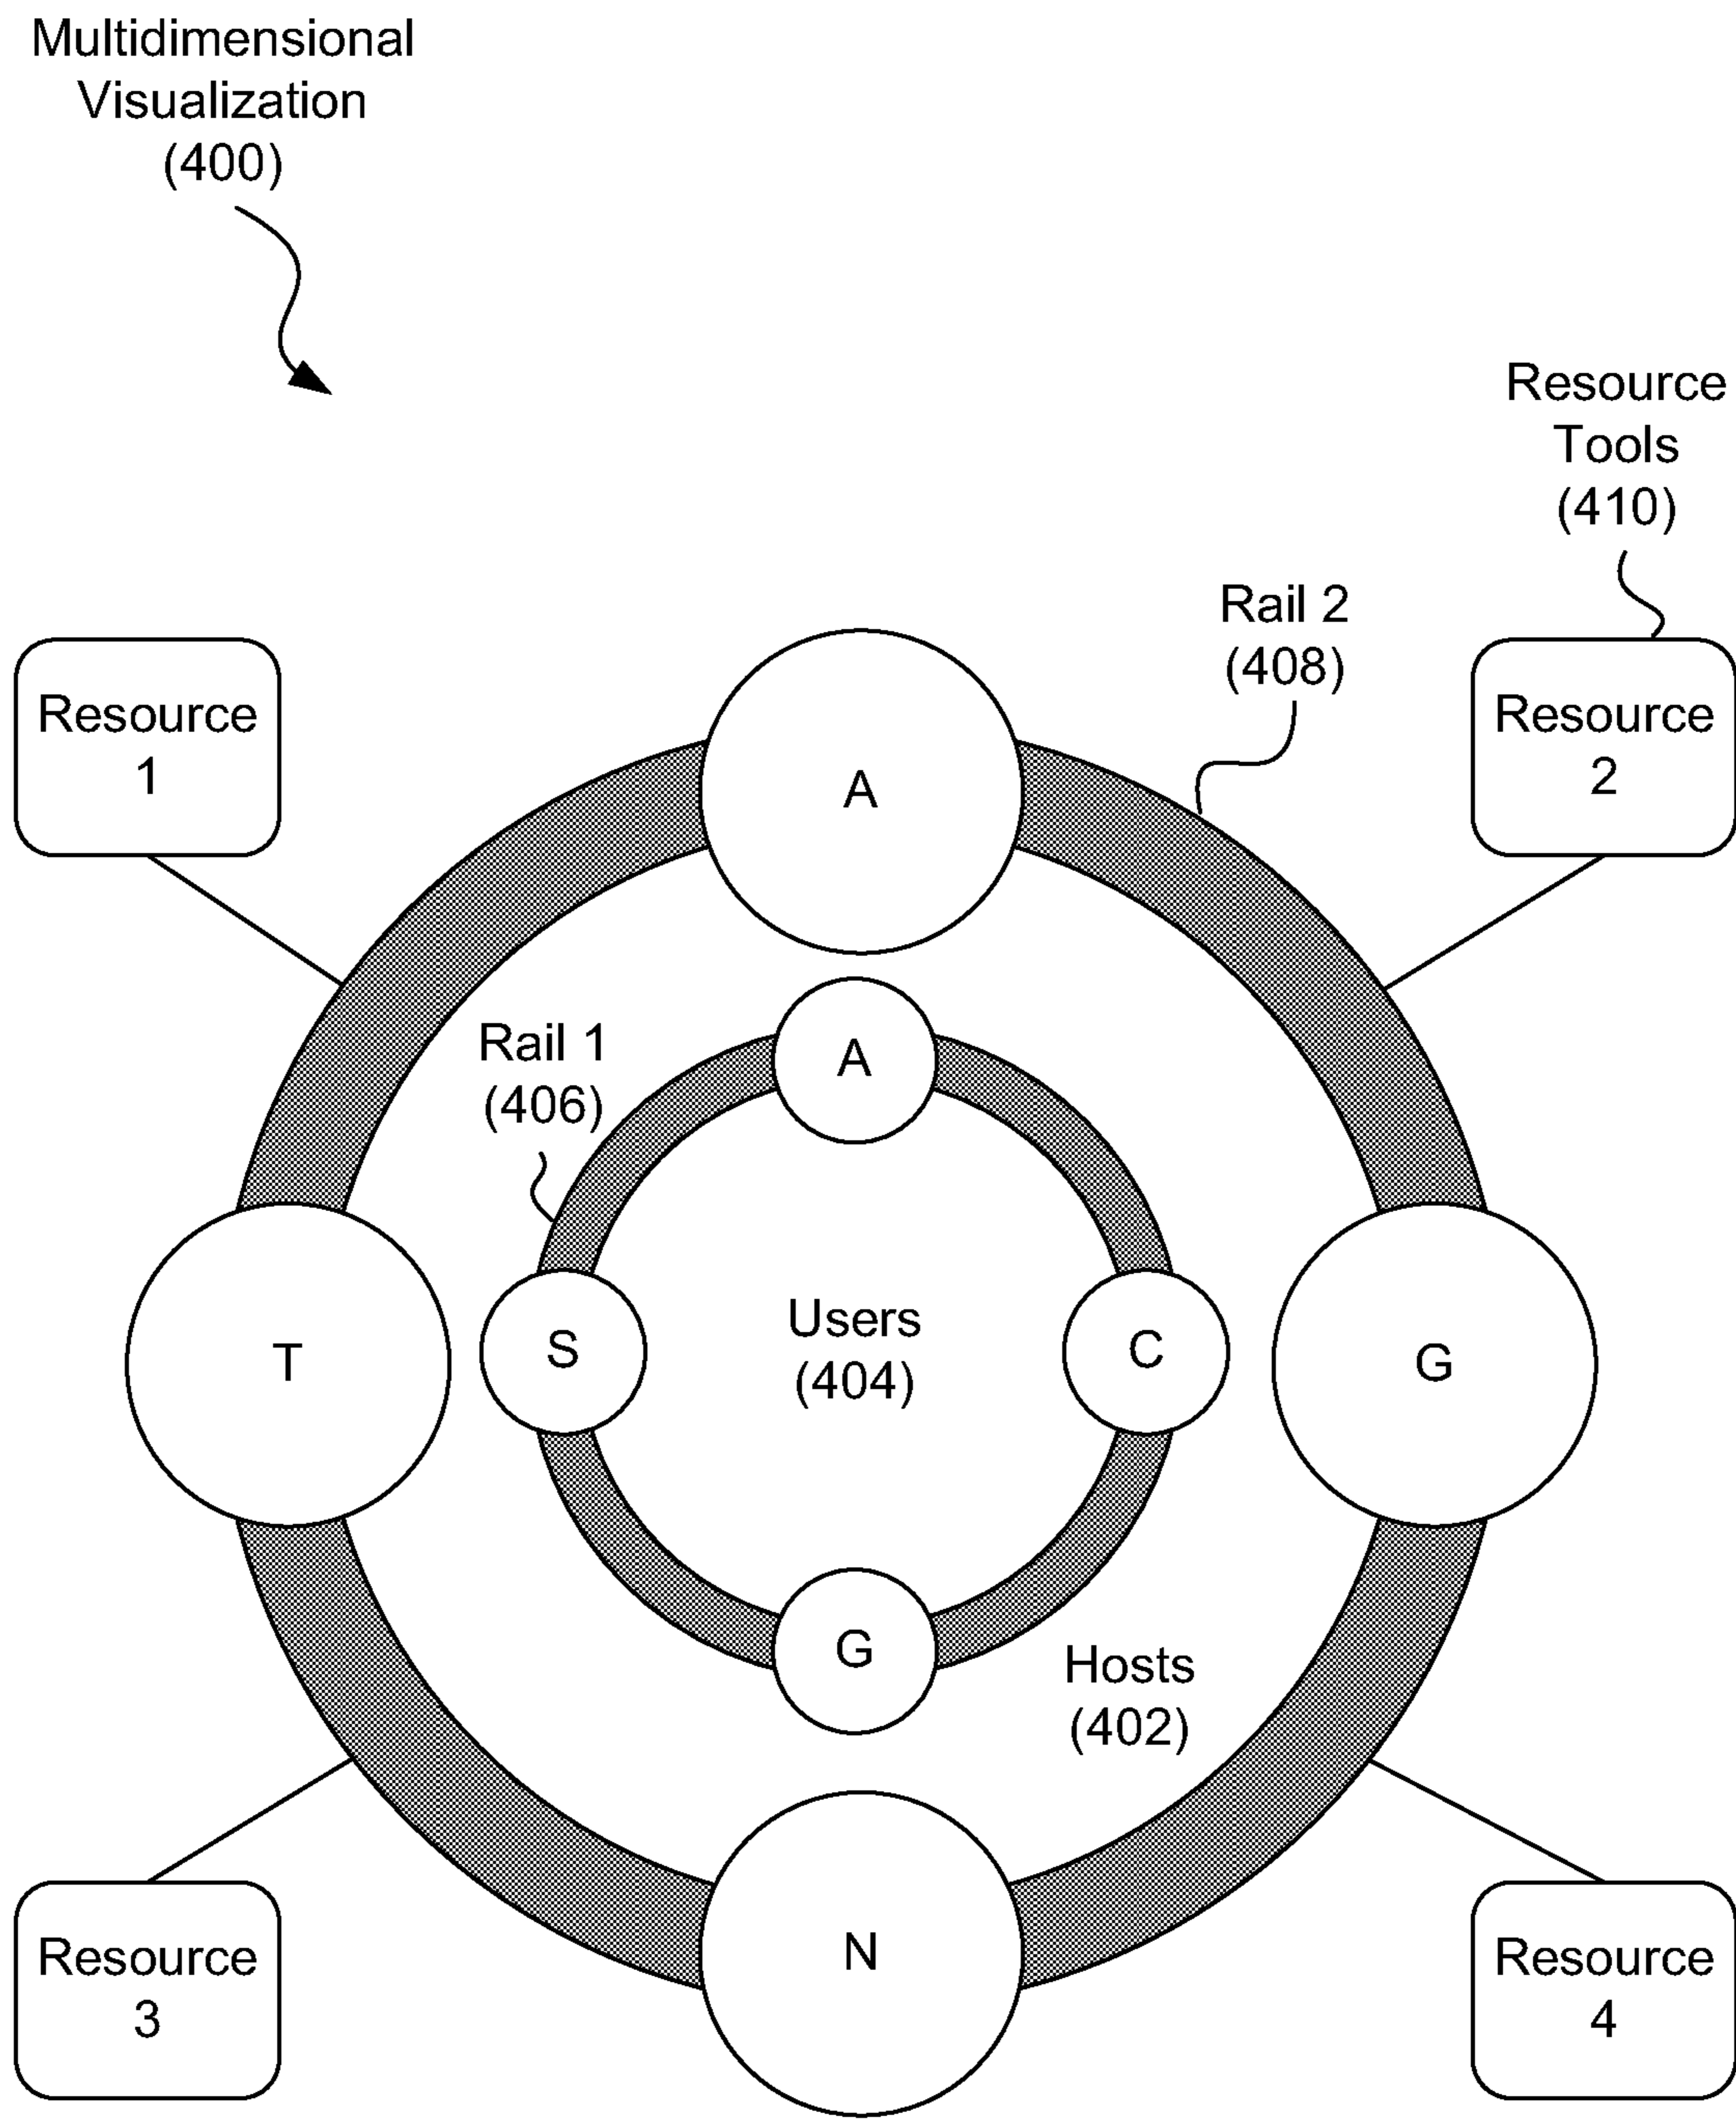 Multidimensional
Visualization
(400)
Resource
Tools
(410)
Rail 2
(408)
Resource
1
Resource
2
A
Rail 1
(406)
A
T
S
Users
(404)
C
G
G
Hosts
(402)
N
Resource
3
Resource
4